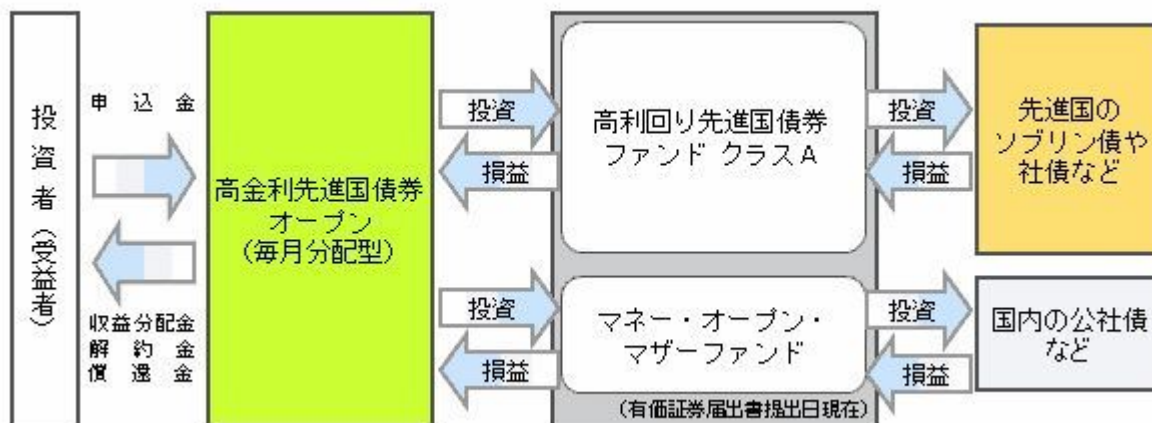 投資者（受益者）
申込金
収益分配金
解約金
償還金
高金利先進国債券
オープン
（毎月分配型）
投資
損益
投資
損益
高利回り先進国債券
ファンド クラスA
マネー・オープン・
マザーファンド
（有価証券届出書提出日現在）
投資
損益
投資
損益
先進国の
ソブリン債や
社債など
国内の公社債
など